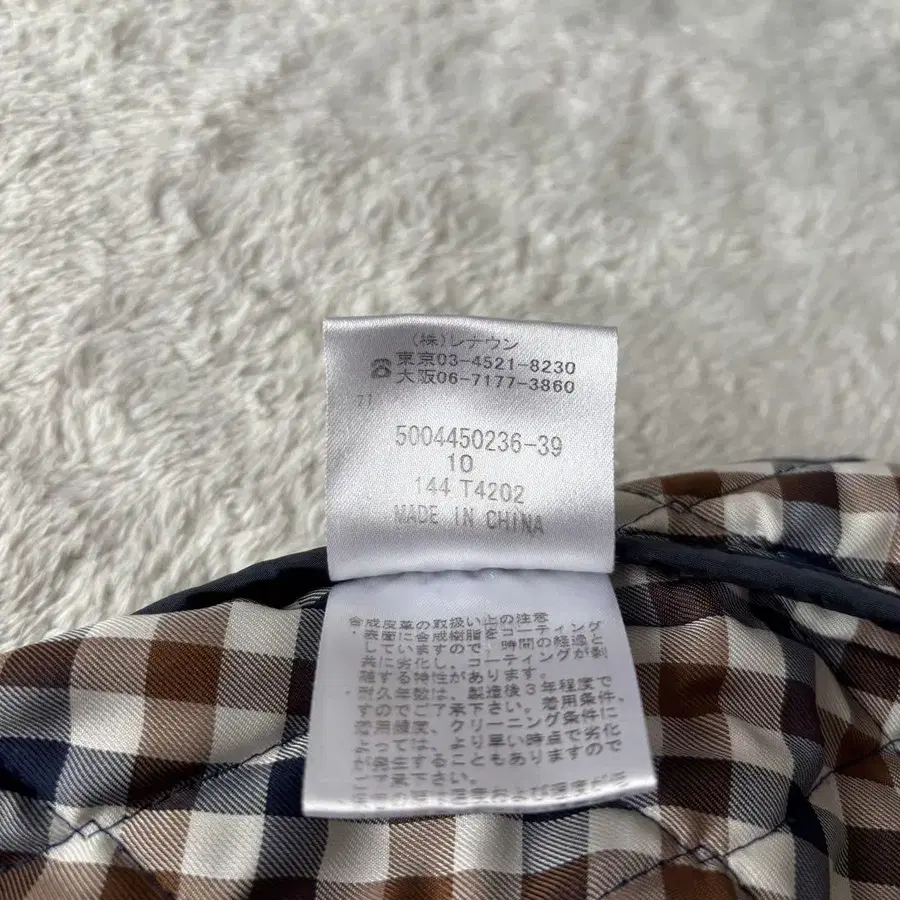 (株)レナウン
東京03-4521-8230
大阪06-7177-3860
71
5004450236-39
10
144 T4202
MADE IN CHINA
合成皮革の取扱い上の注意
・表面に合成樹脂をコーティング
していますので、時間の経過と
共に劣化し、コーティングが剥
離する特性があります。
・耐久年数は、製造後3年程度で
すのでご了承下さい。着用条件、
着用頻度、クリーニング条件に
よっては、より早い時点で劣化
が発生することもありますので
ご了承下さい。